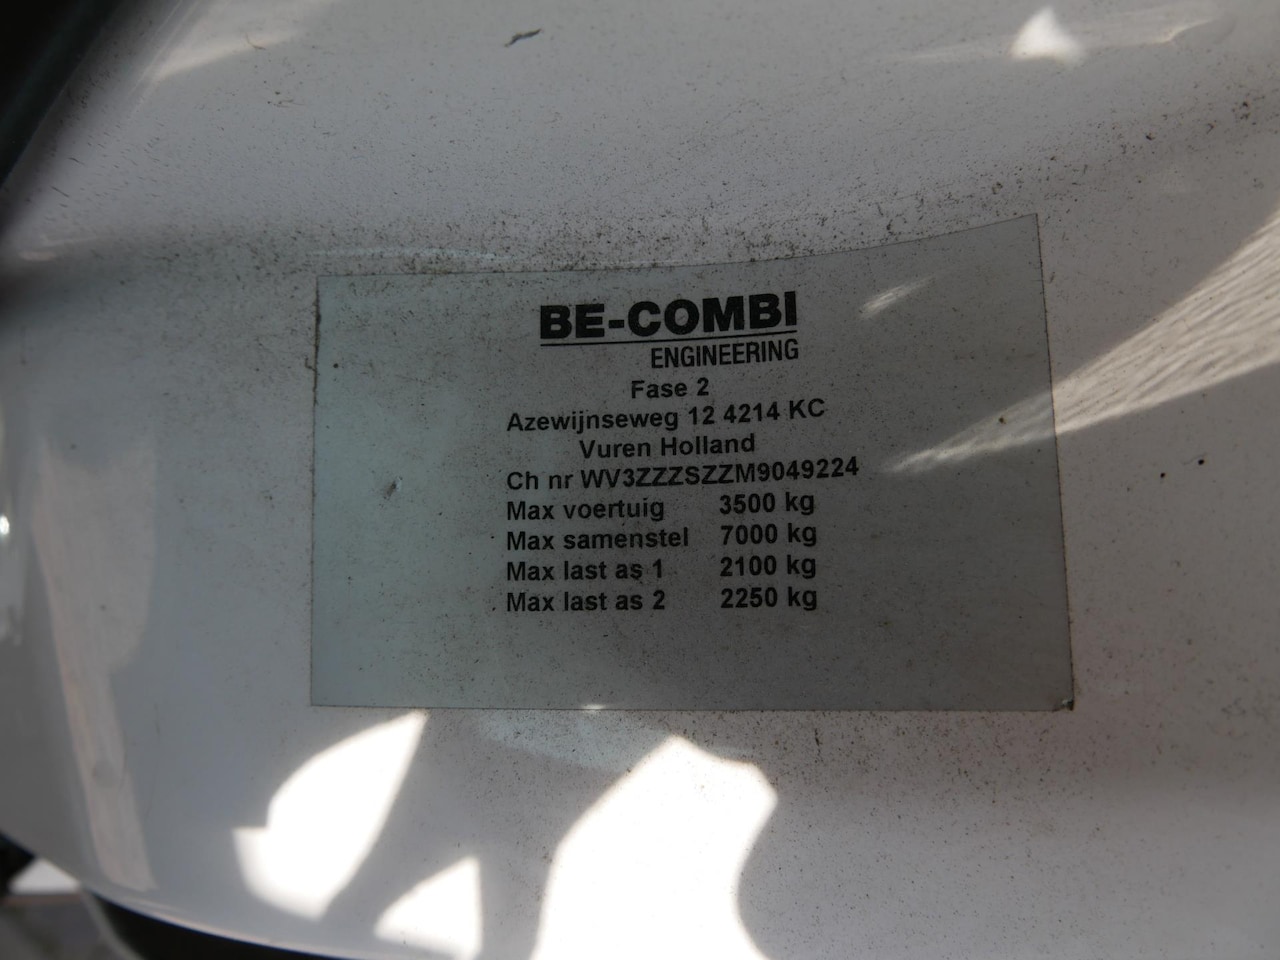 BE-COMBI
ENGINEERING
Fase 2
Azewijnseweg 12 4214 KC
Vuren Holland
Ch nr WV3ZZZSZZM9049224
Max voertuig 3500 kg
Max samenstel 7000 kg
Max last as 1 2100 kg
Max last as 2 2250 kg